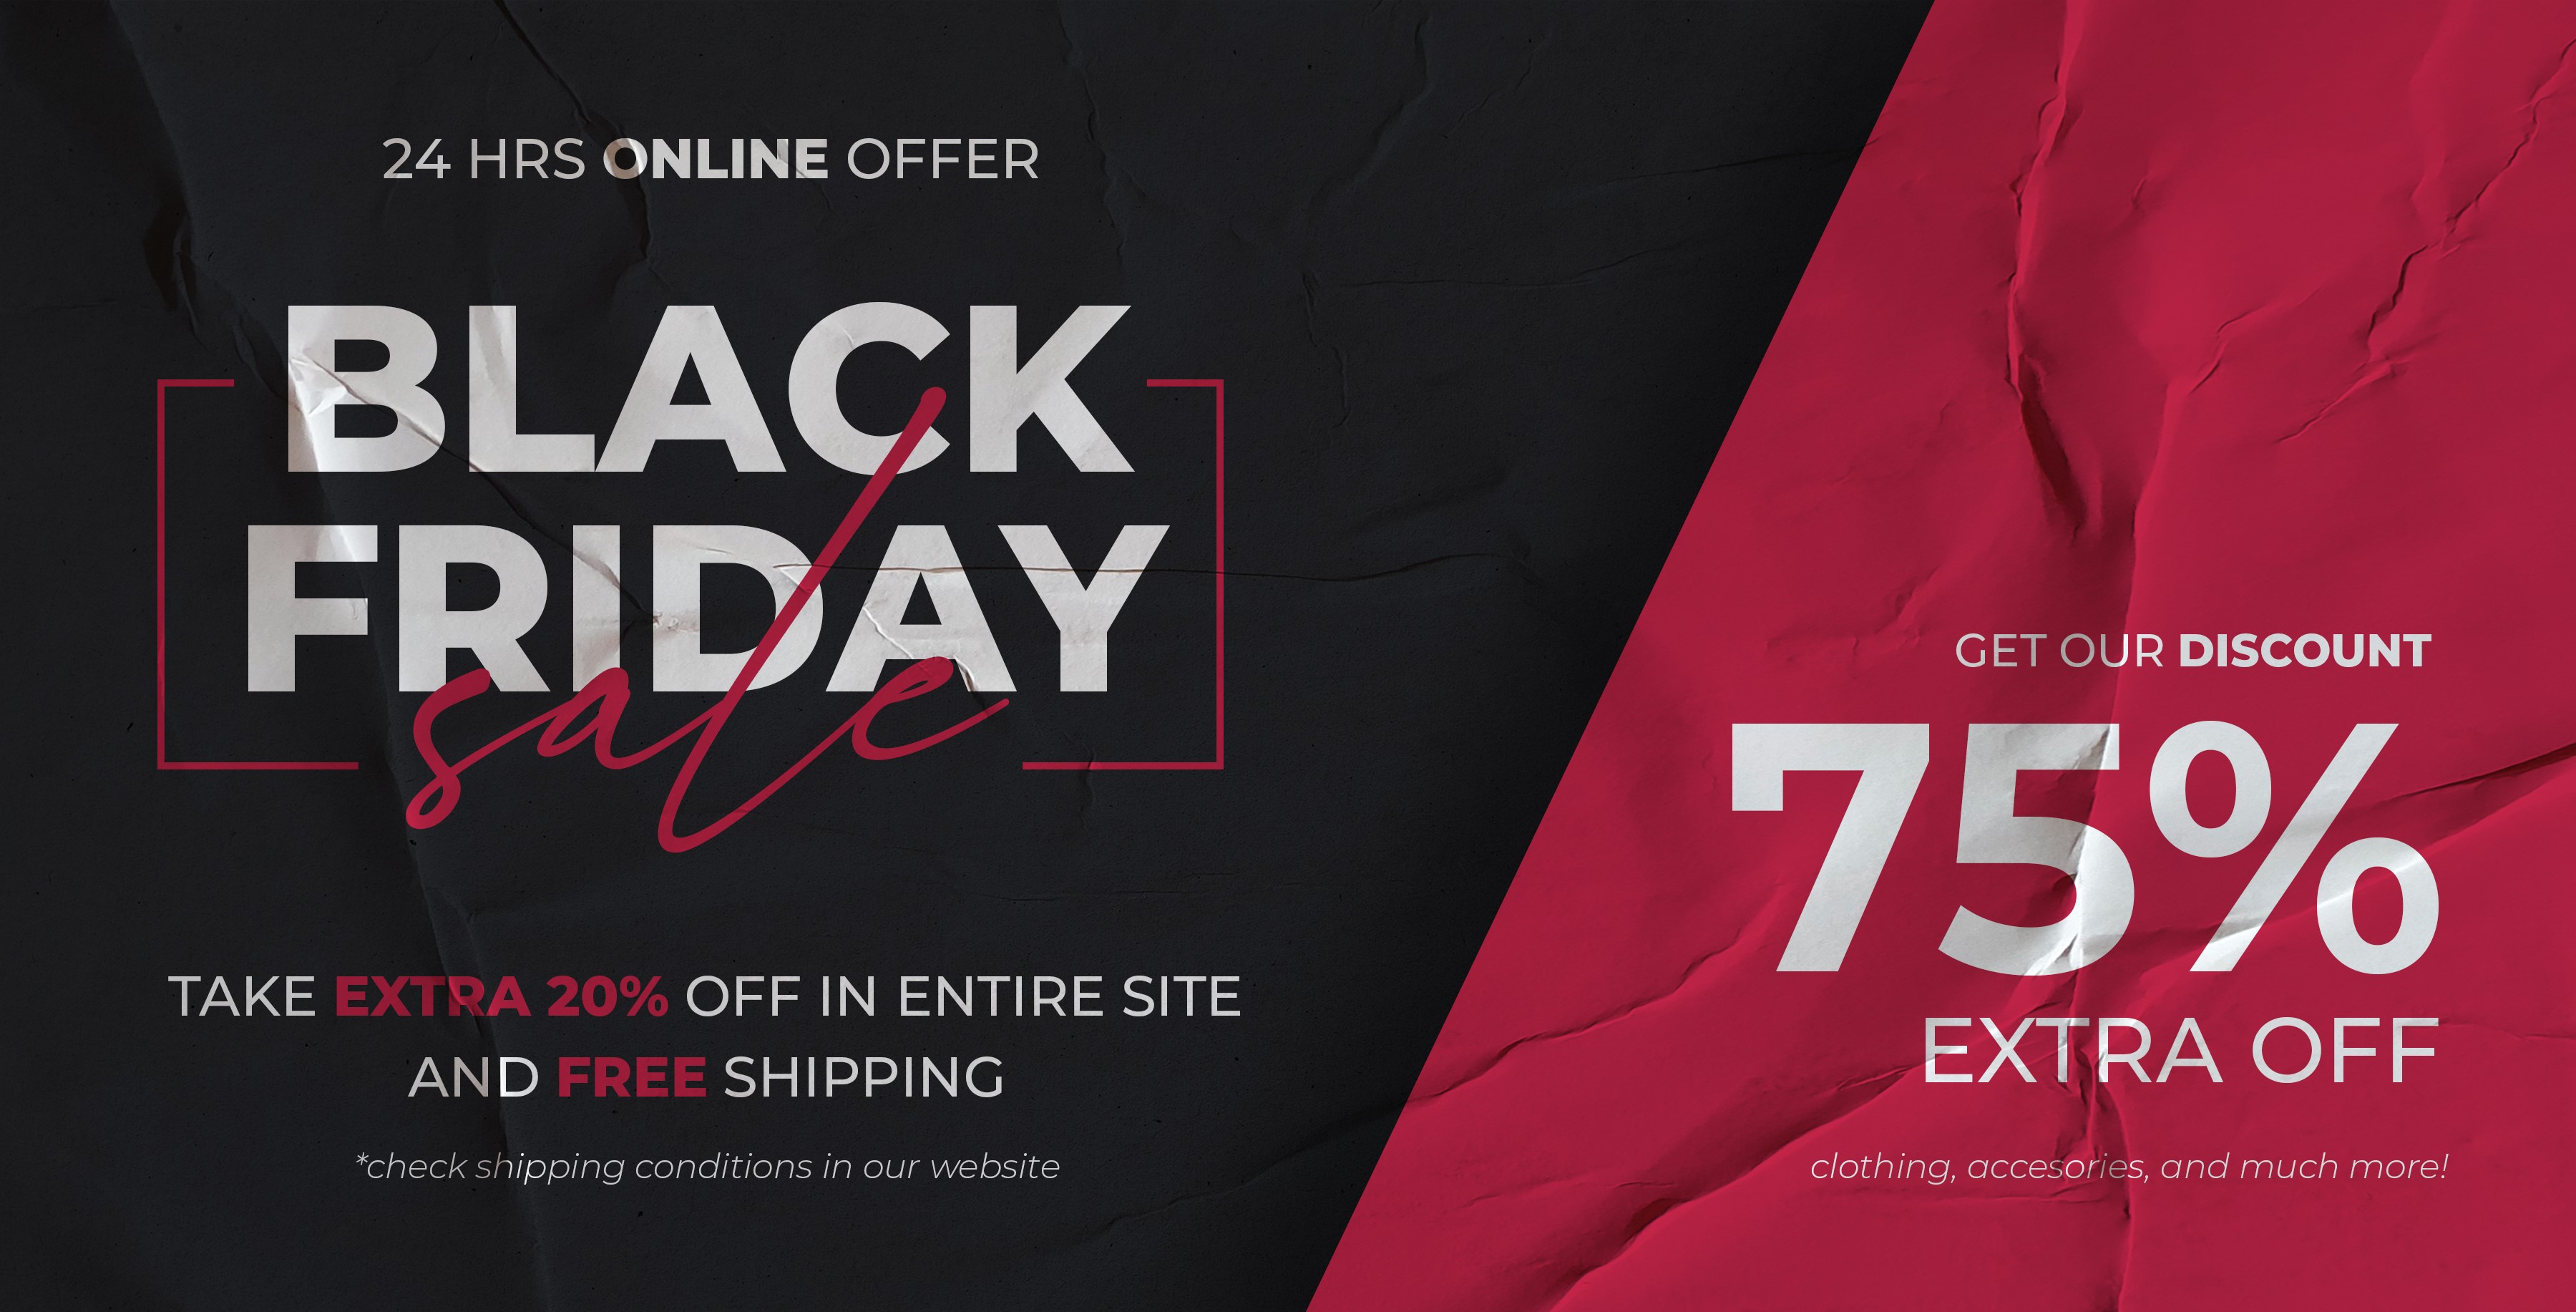 24 HRS ONLINE OFFER
BLACK
FRIDAY
sale
TAKE EXTRA 20% OFF IN ENTIRE SITE
AND FREE SHIPPING
*check shipping conditions in our website
GET OUR DISCOUNT
75%
EXTRA OFF
clothing, accesories, and much more!